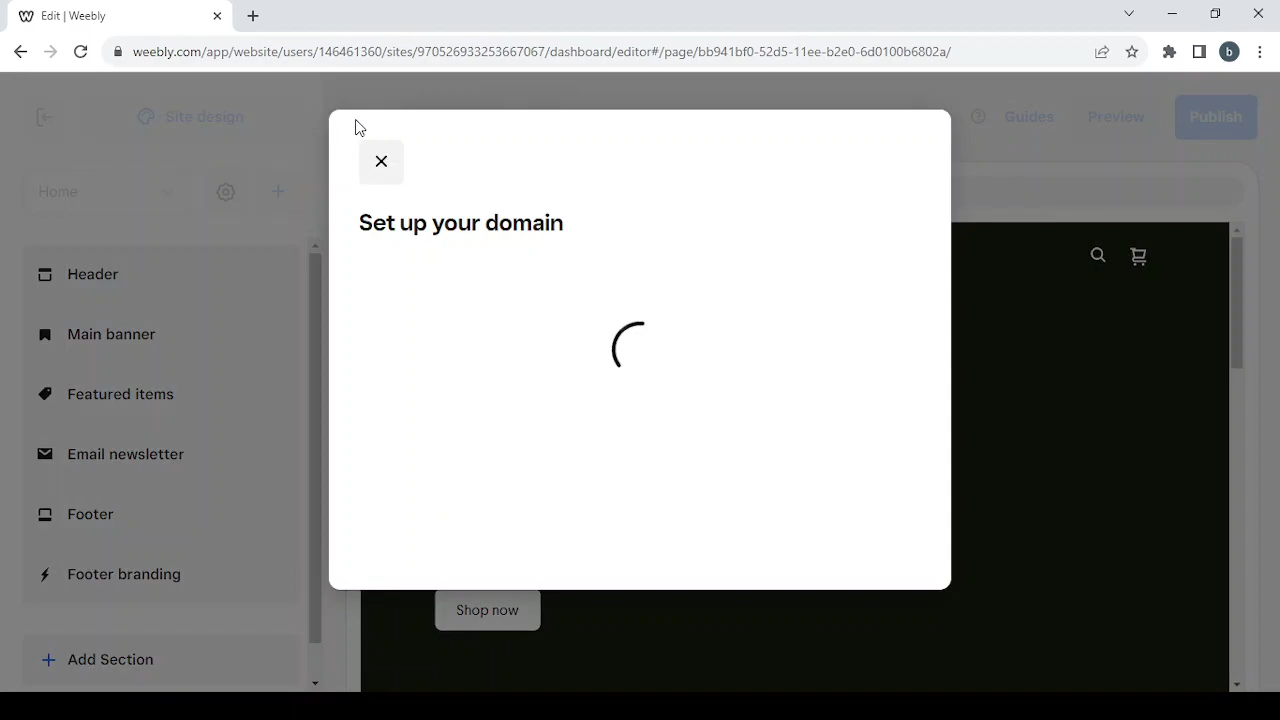 Edit | Weebly
weebly.com/app/website/users/146461360/sites/970526933253667067/dashboard/editor#/page/bb941bf0-52d5-11ee-b2e0-6d0100b6802a/
b
Site design
Guides
Preview
Publish
Home
Set up your domain
Header
Main banner
Featured items
Email newsletter
Footer
Footer branding
Shop now
Add Section